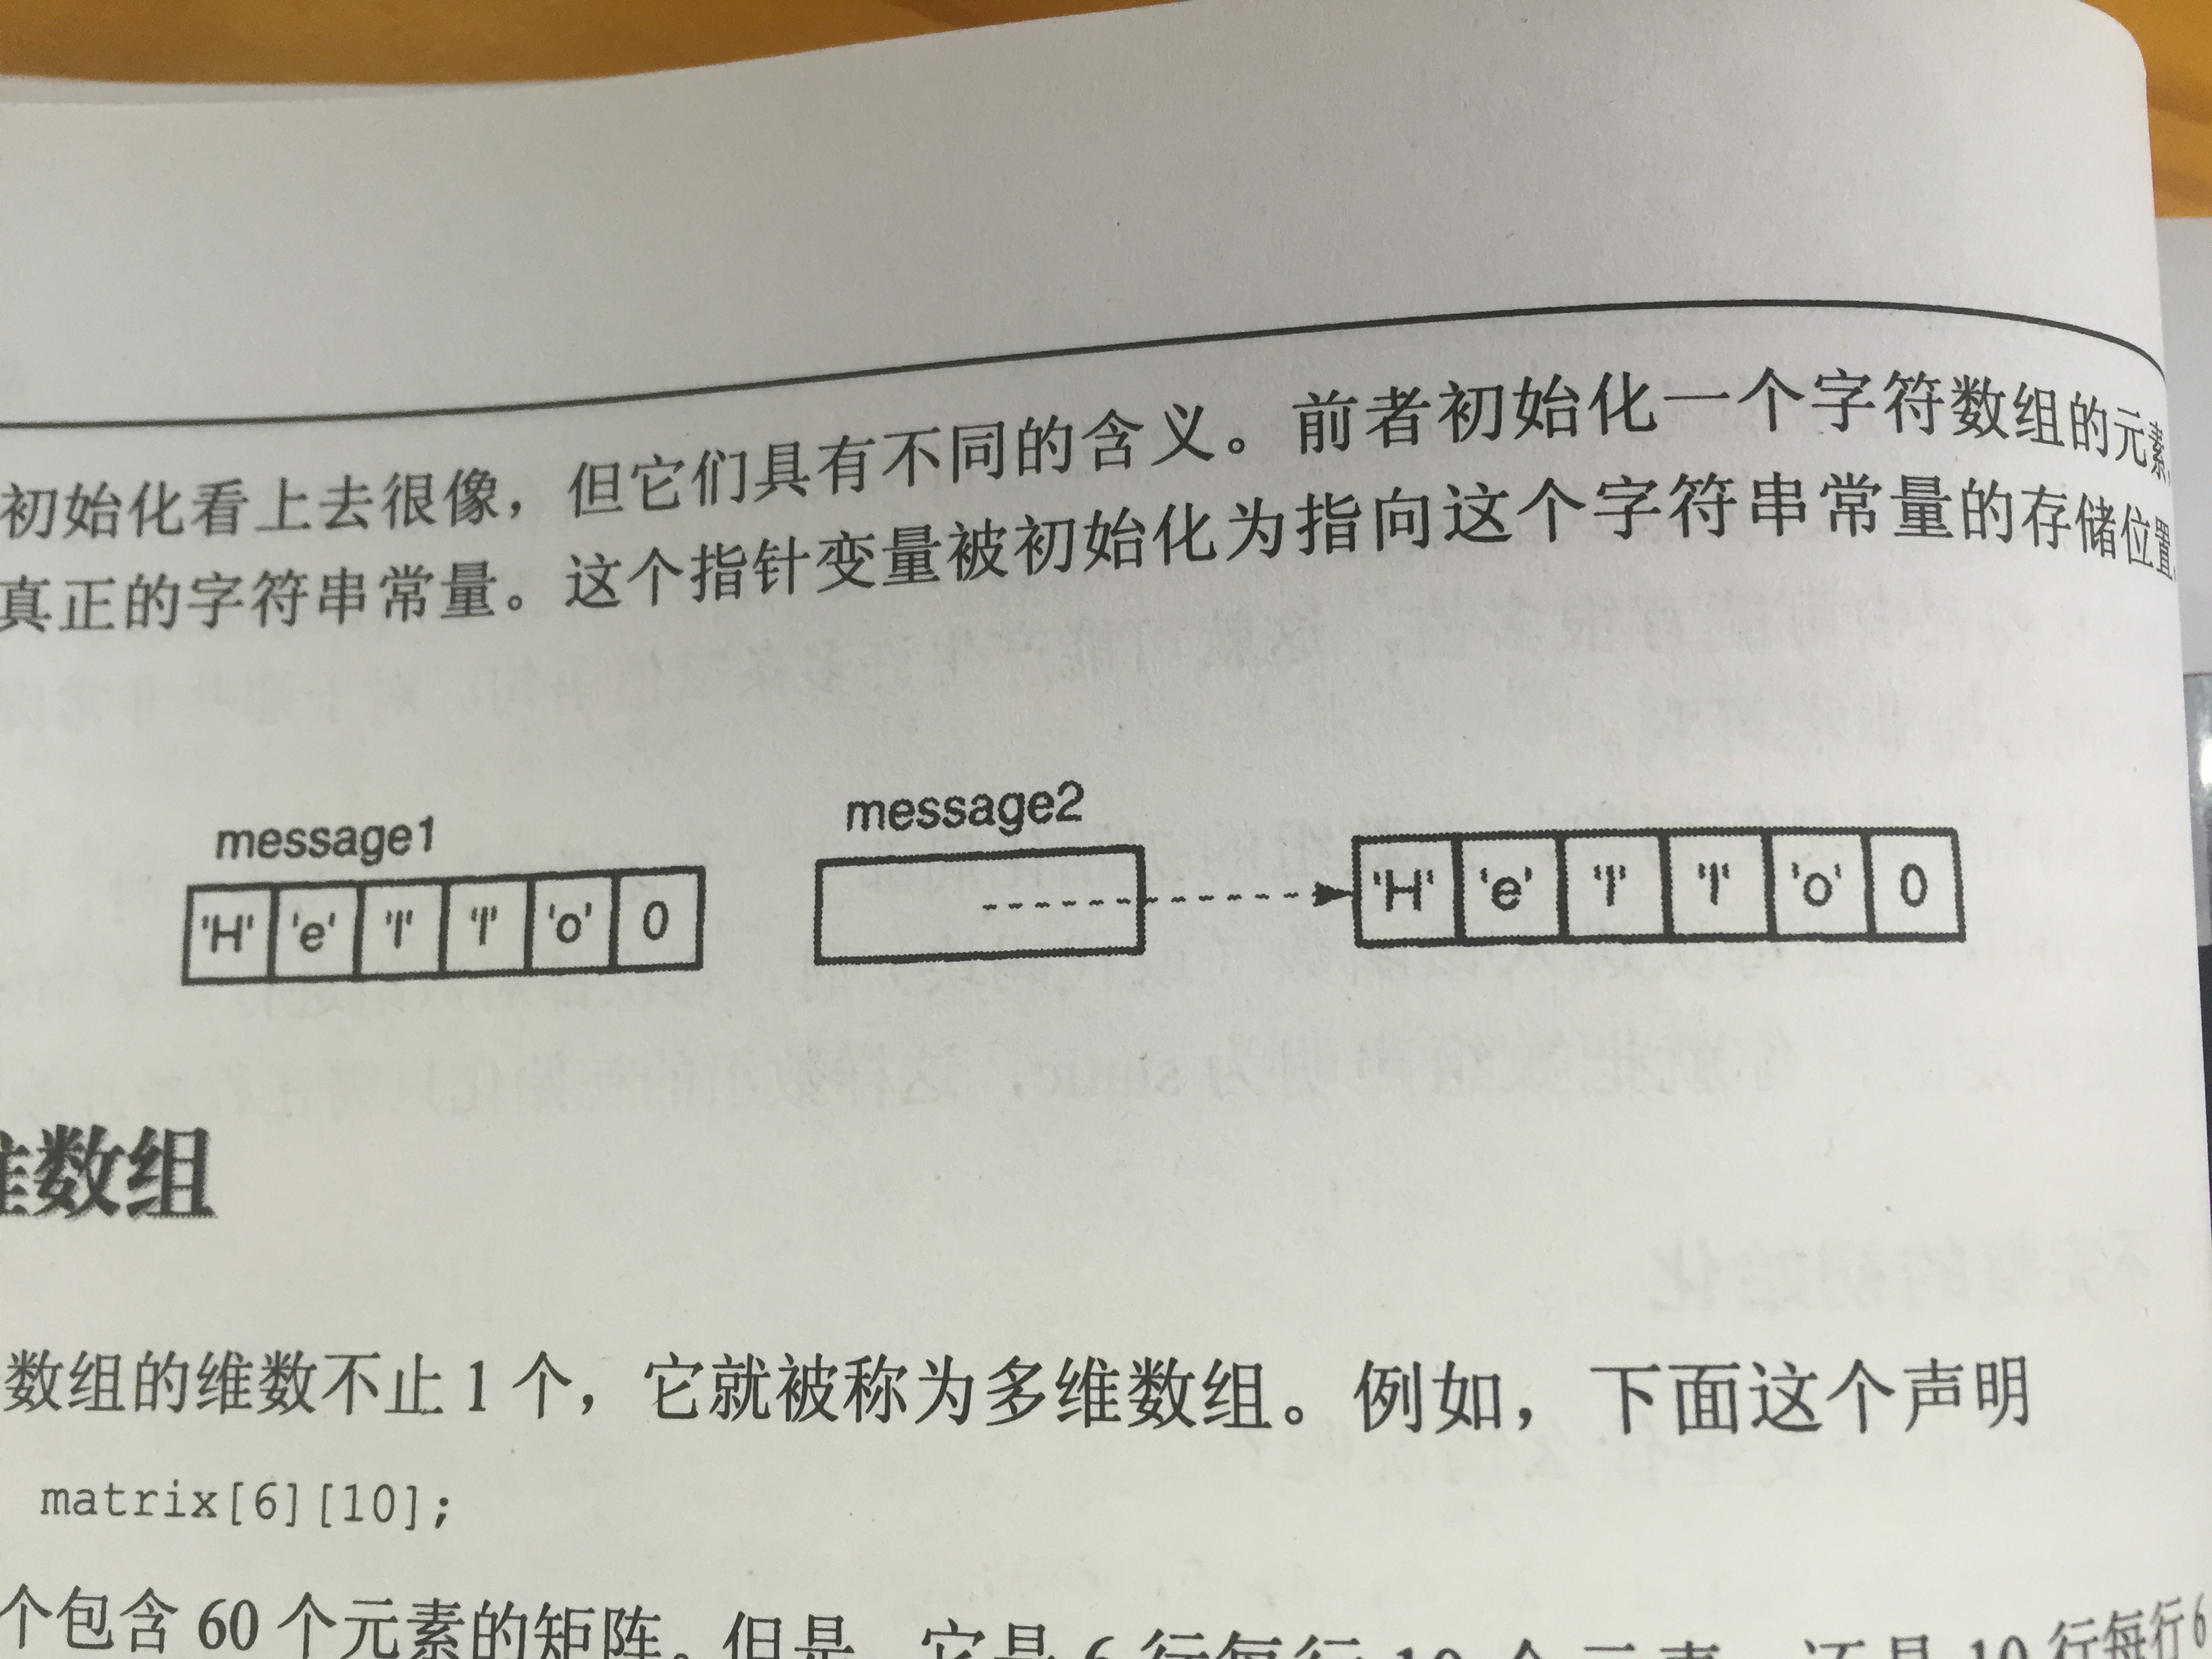 初始化看上去很像，但它们具有不同的含义。前者初始化一个字符数组的元素
真正的字符串常量。这个指针变量被初始化为指向这个字符串常量的存储位置
message1
'H' 'e' 'l' 'l' 'o' 0
message2
'H' 'e' 'l' 'l' 'o' 0
维数组
数组的维数不止 1 个，它就被称为多维数组。例如，下面这个声明
matrix[6][10];
个包含 60 个元素的矩阵。但是，它是 6 行每行 10 个元素，还是 10 行每行 6